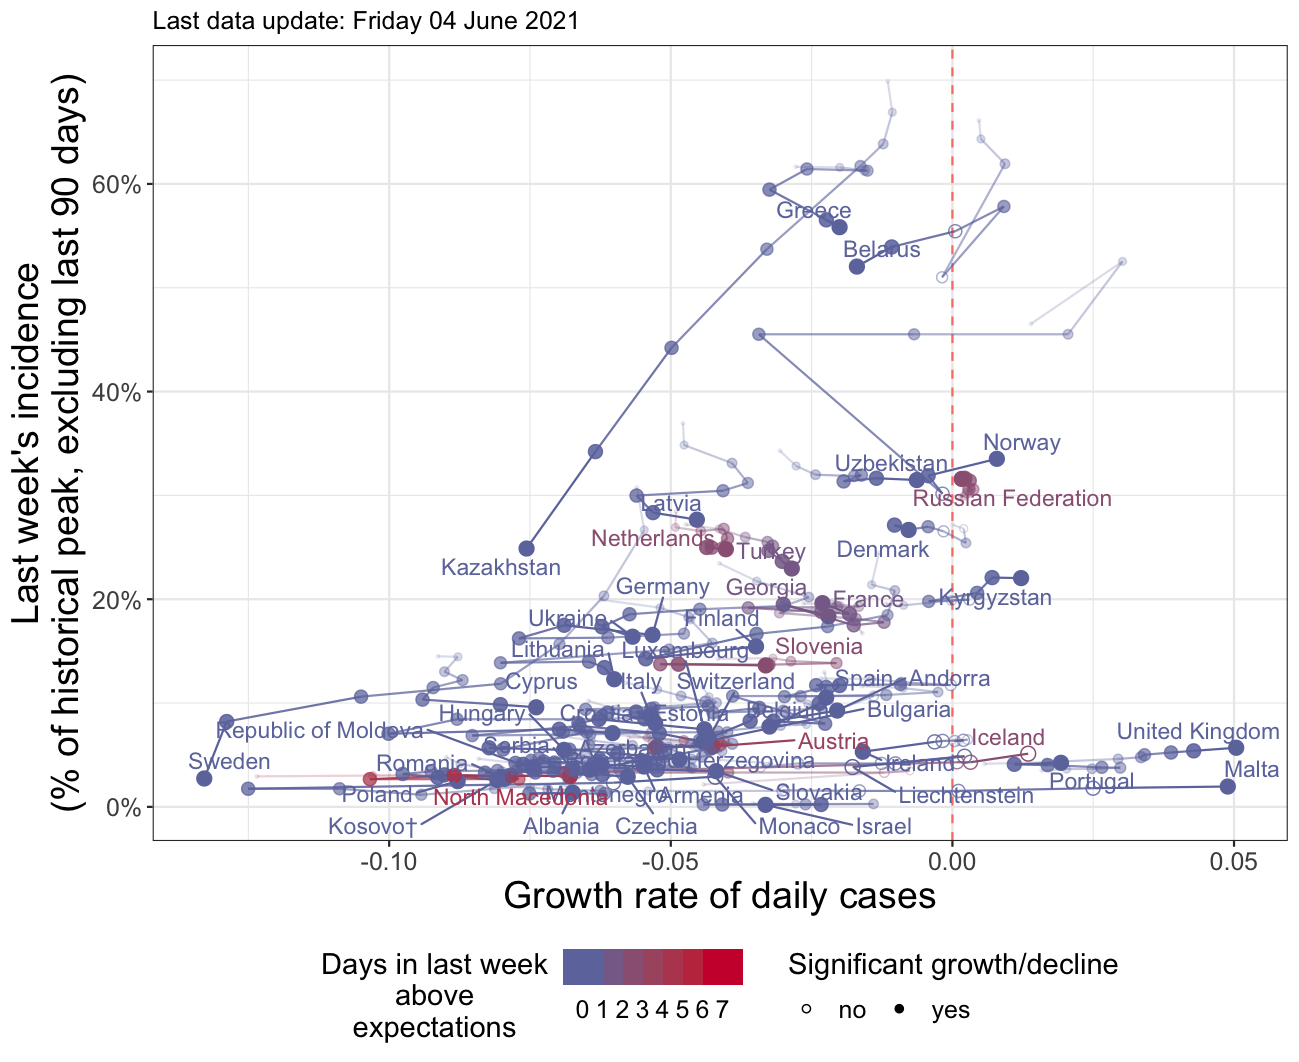 Last data update: Friday 04 June 2021
Last week's incidence
(% of historical peak, excluding last 90 days)
60%
40%
20%
0%
Greece
Belarus
Norway
Uzbekistan
Russian Federation
Latvia
Netherlands
Turkey
Denmark
Kazakhstan
Germany
Georgia
France
Kyrgyzstan
Ukraine
Finland
Lithuania
Luxembourg
Slovenia
Cyprus
Italy
Switzerland
Spain
Andorra
Hungary
Croatia
Estonia
Belgium
Bulgaria
Republic of Moldova
Serbia
Azerbaijan
Austria
Iceland
United Kingdom
Sweden
Romania
Herzegovina
Ireland
Malta
Portugal
Poland
North Macedonia
Montenegro
Armenia
Slovakia
Liechtenstein
Kosovo†
Albania
Czechia
Monaco
Israel
-0.10
-0.05
0.00
0.05
Growth rate of daily cases
Days in last week
above
expectations
0 1 2 3 4 5 6 7
Significant growth/decline
no
yes